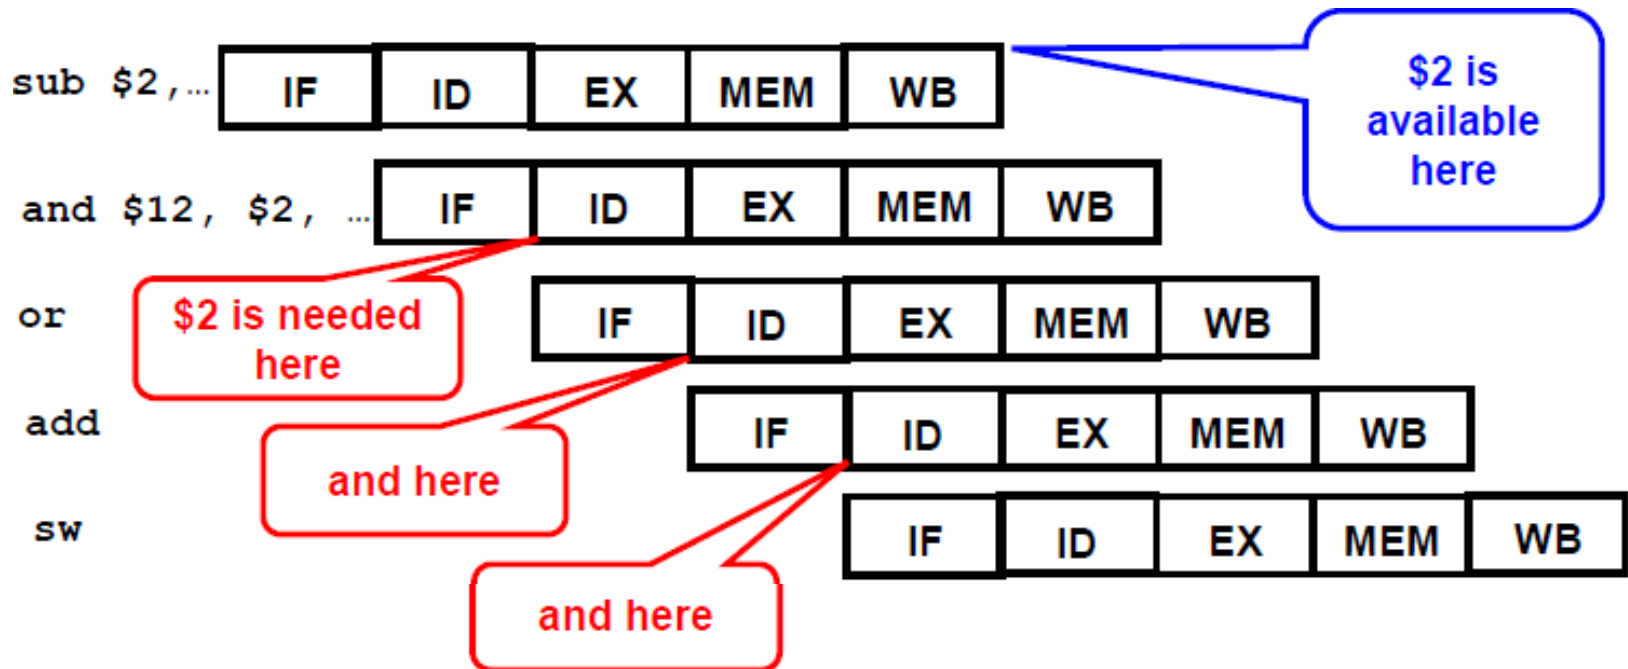 sub $2,… IF ID EX MEM WB
$2 is
available
here
and $12, $2, … IF ID EX MEM WB
$2 is needed
here
or IF ID EX MEM WB
and here
add IF ID EX MEM WB
and here
sw IF ID EX MEM WB